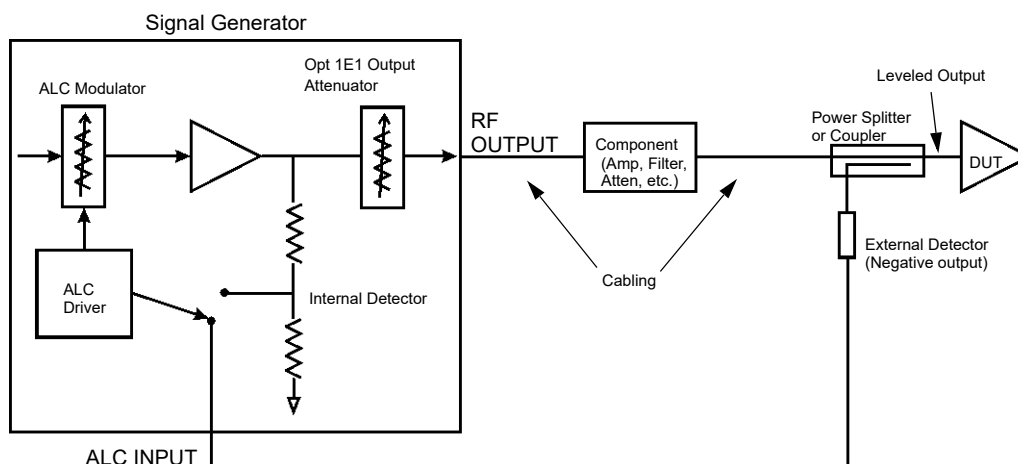 Signal Generator
Opt 1E1 Output
Attenuator
ALC Modulator
RF
OUTPUT
Component
(Amp, Filter,
Atten, etc.)
Leveled Output
Power Splitter
or Coupler
DUT
ALC
Driver
Internal Detector
Cabling
External Detector
(Negative output)
ALC INPUT